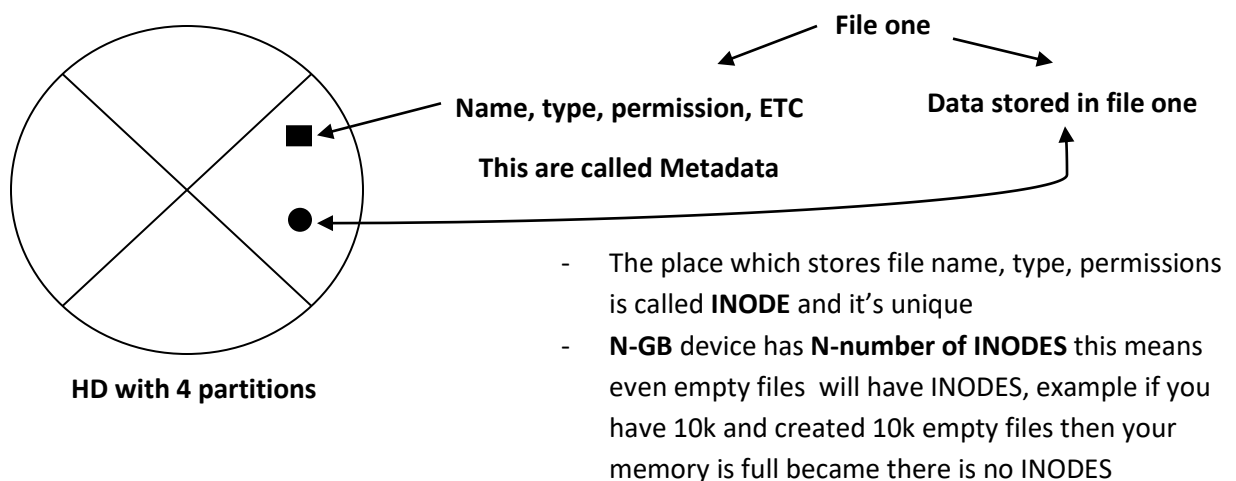 File one
Name, type, permission, ETC
Data stored in file one
This are called Metadata
HD with 4 partitions
- The place which stores file name, type, permissions
is called INODE and it’s unique
- N-GB device has N-number of INODES this means
even empty files will have INODES, example if you
have 10k and created 10k empty files then your
memory is full became there is no INODES